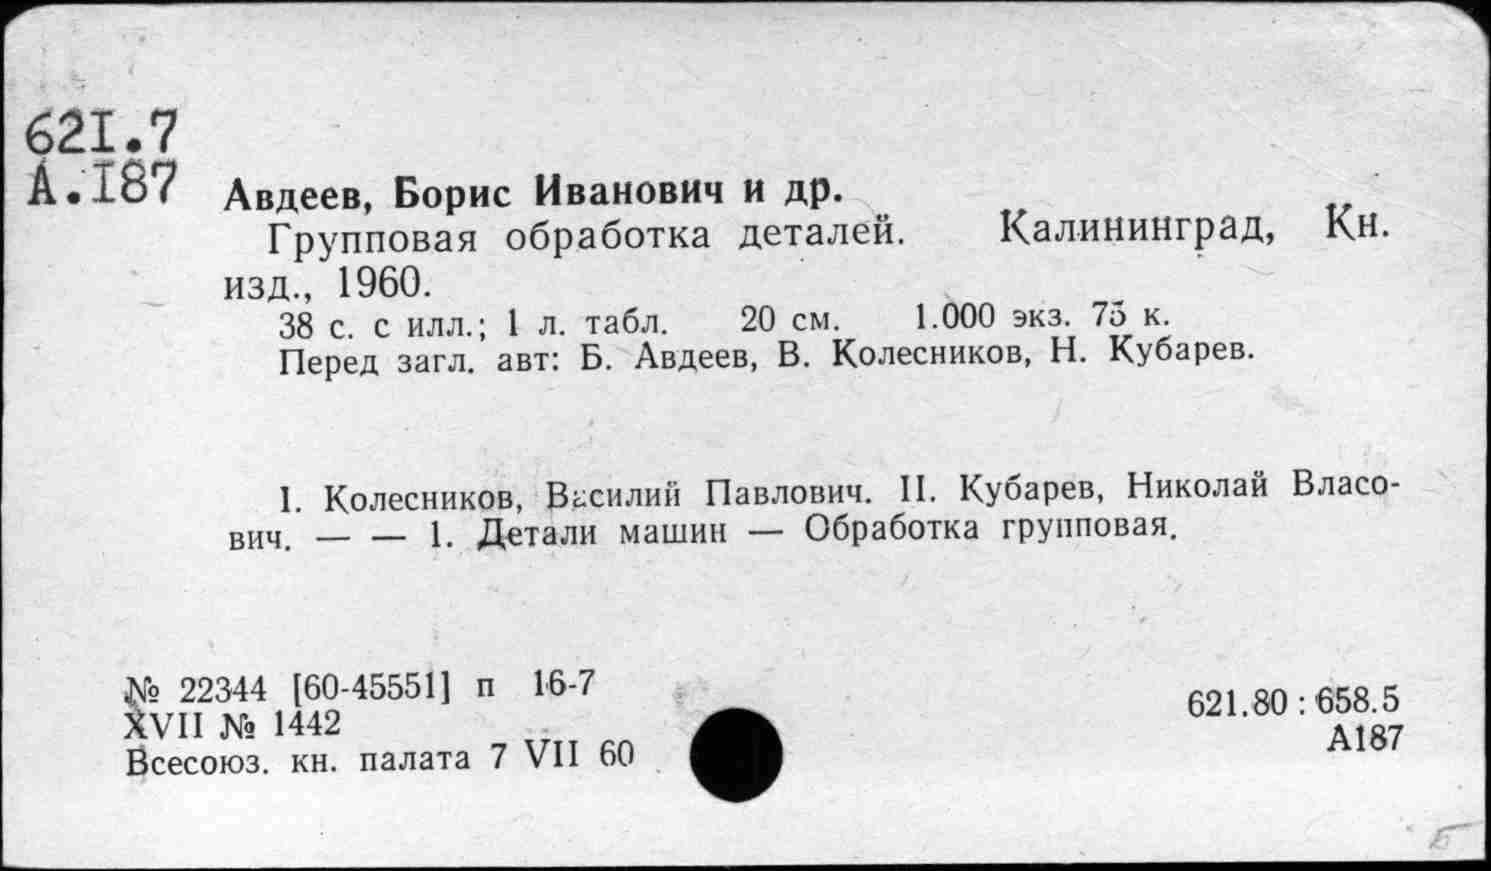 621.7
А.I87
Авдеев, Борис Иванович и др.
Групповая обработка деталей. Калининград, Кн.
изд., 1960.
38 с. с илл.; 1 л. табл. 20 см. 1.000 экз. 75 к.
Перед загл. авт: Б. Авдеев, В. Колесников, Н. Кубарев.
I. Колесников, Василий Павлович. II. Кубарев, Николай Власо-
вич. — — 1. Детали машин — Обработка групповая.
№ 22344 [60-45551] п 16-7
XVII № 1442
Всесоюз. кн. палата 7 VII 60
621.80 : 658.5
А187
Б